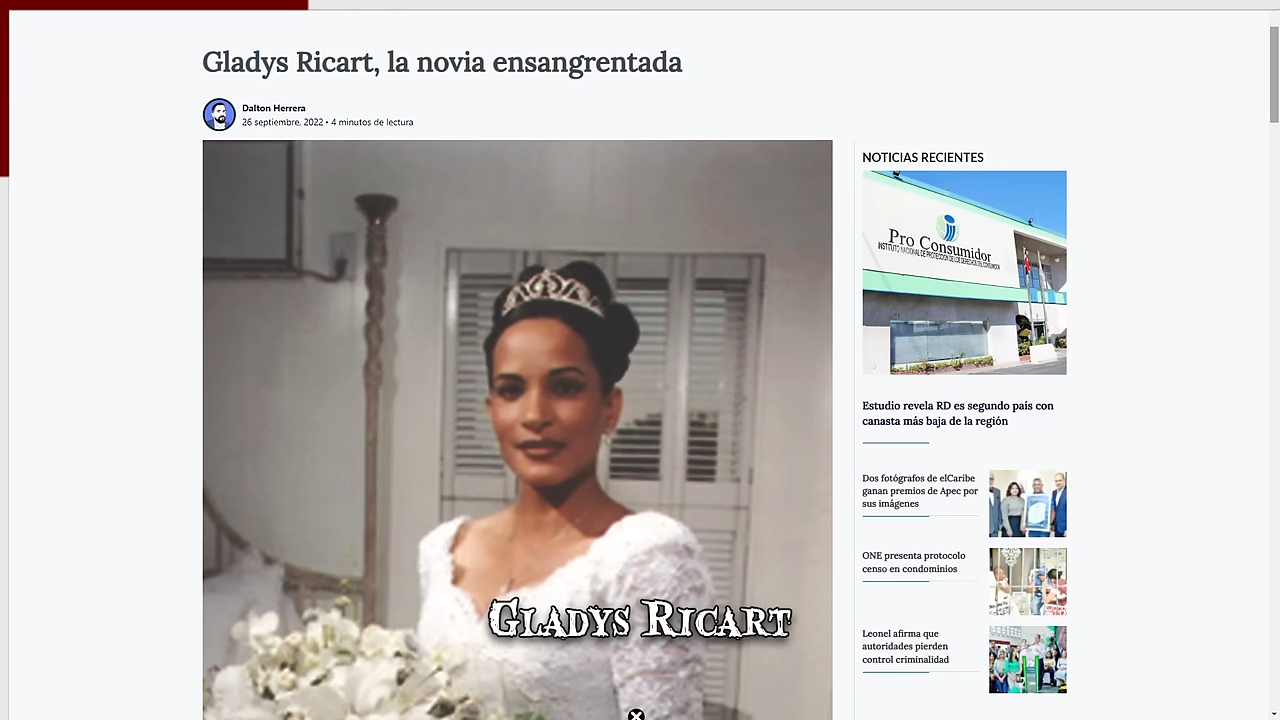 Gladys Ricart, la novia ensangrentada
Dalton Herrera
26 septiembre, 2022 • 4 minutos de lectura
GLADYS RICART
NOTICIAS RECIENTES
Pro Consumidor
INSTITUTO NACIONAL DE PROTECCION DE LOS DERECHOS DEL CONSUMIDOR
Estudio revela RD es segundo país con
canasta más baja de la región
Dos fotógrafos de elCaribe
ganan premios de Apec por
sus imágenes
ONE presenta protocolo
censo en condominios
Leonel afirma que
autoridades pierden
control criminalidad